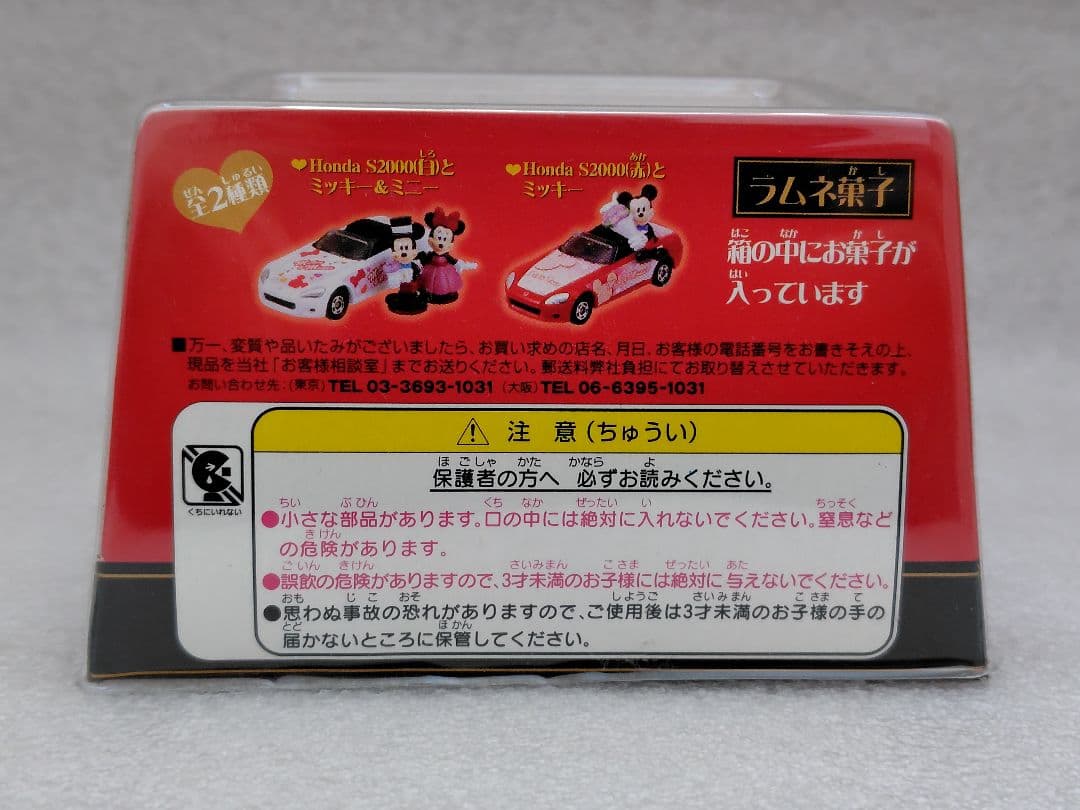 全2種類
♥Honda S2000(白)と
ミッキー&ミニー
♥Honda S2000(赤)と
ミッキー
ラムネ菓子
箱の中にお菓子が
入っています
■万一、変質や品いたみがございましたら、お買い求めの店名、月日、お客様の電話番号をお書きそえの上、
現品を当社「お客様相談室」までお送りください。郵送料弊社負担にてお取り替えさせていただきます。
お問い合わせ先:(東京)TEL 03-3693-1031 (大阪)TEL 06-6395-1031
くちにいれない
⚠ 注 意(ちゅうい)
保護者の方へ 必ずお読みください。
●小さな部品があります。口の中には絶対に入れないでください。窒息など
の危険があります。
●誤飲の危険がありますので、3才未満のお子様には絶対に与えないでください。
●思わぬ事故の恐れがありますので、ご使用後は3才未満のお子様の手の
届かないところに保管してください。